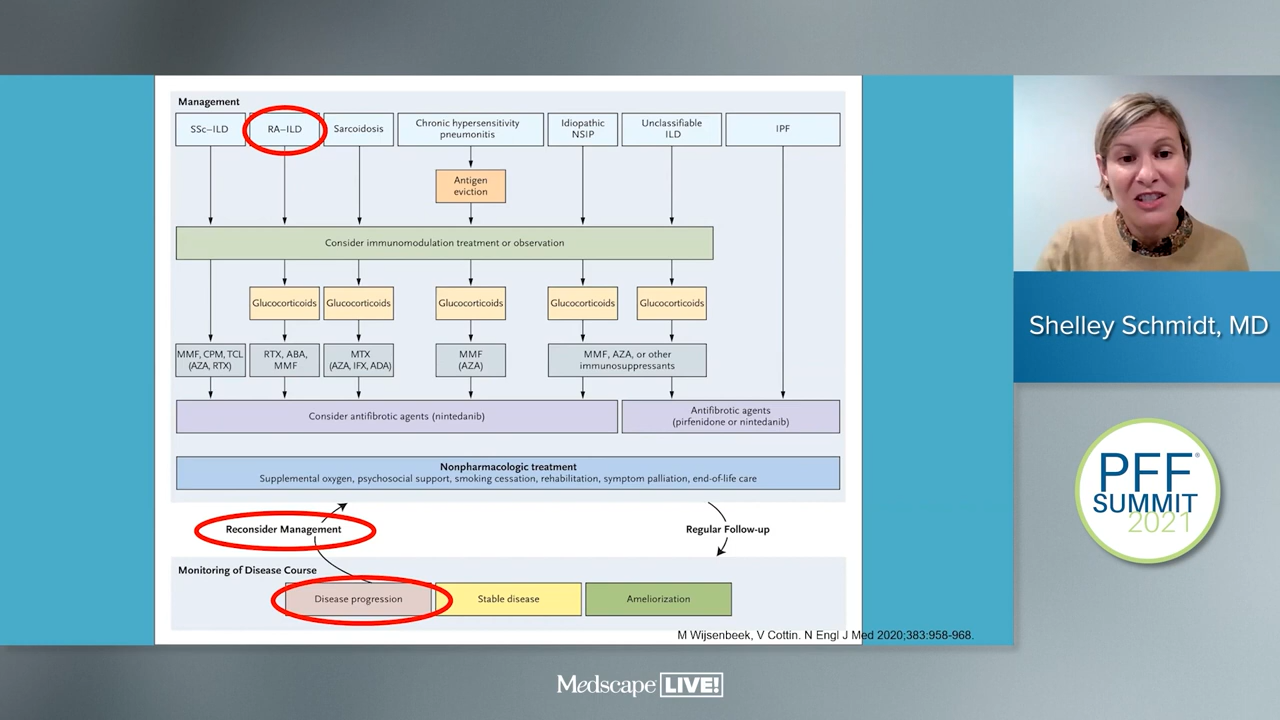 Management
SSc–ILD
RA–ILD
Sarcoidosis
Chronic hypersensitivity
pneumonitis
Idiopathic
NSIP
Unclassifiable
ILD
IPF
Antigen
eviction
Consider immunomodulation treatment or observation
Glucocorticoids
Glucocorticoids
Glucocorticoids
Glucocorticoids
Glucocorticoids
MMF, CPM, TCL
(AZA, RTX)
RTX, ABA,
MMF
MTX
(AZA, IFX, ADA)
MMF
(AZA)
MMF, AZA, or other
immunosuppressants
Consider antifibrotic agents (nintedanib)
Antifibrotic agents
(pirfenidone or nintedanib)
Nonpharmacologic treatment
Supplemental oxygen, psychosocial support, smoking cessation, rehabilitation, symptom palliation, end-of-life care
Reconsider Management
Regular Follow-up
Monitoring of Disease Course
Disease progression
Stable disease
Ameliorization
M Wijsenbeek, V Cottin. N Engl J Med 2020;383:958-968.
Shelley Schmidt, MD
PFF®
SUMMIT
2021
Medscape LIVE!